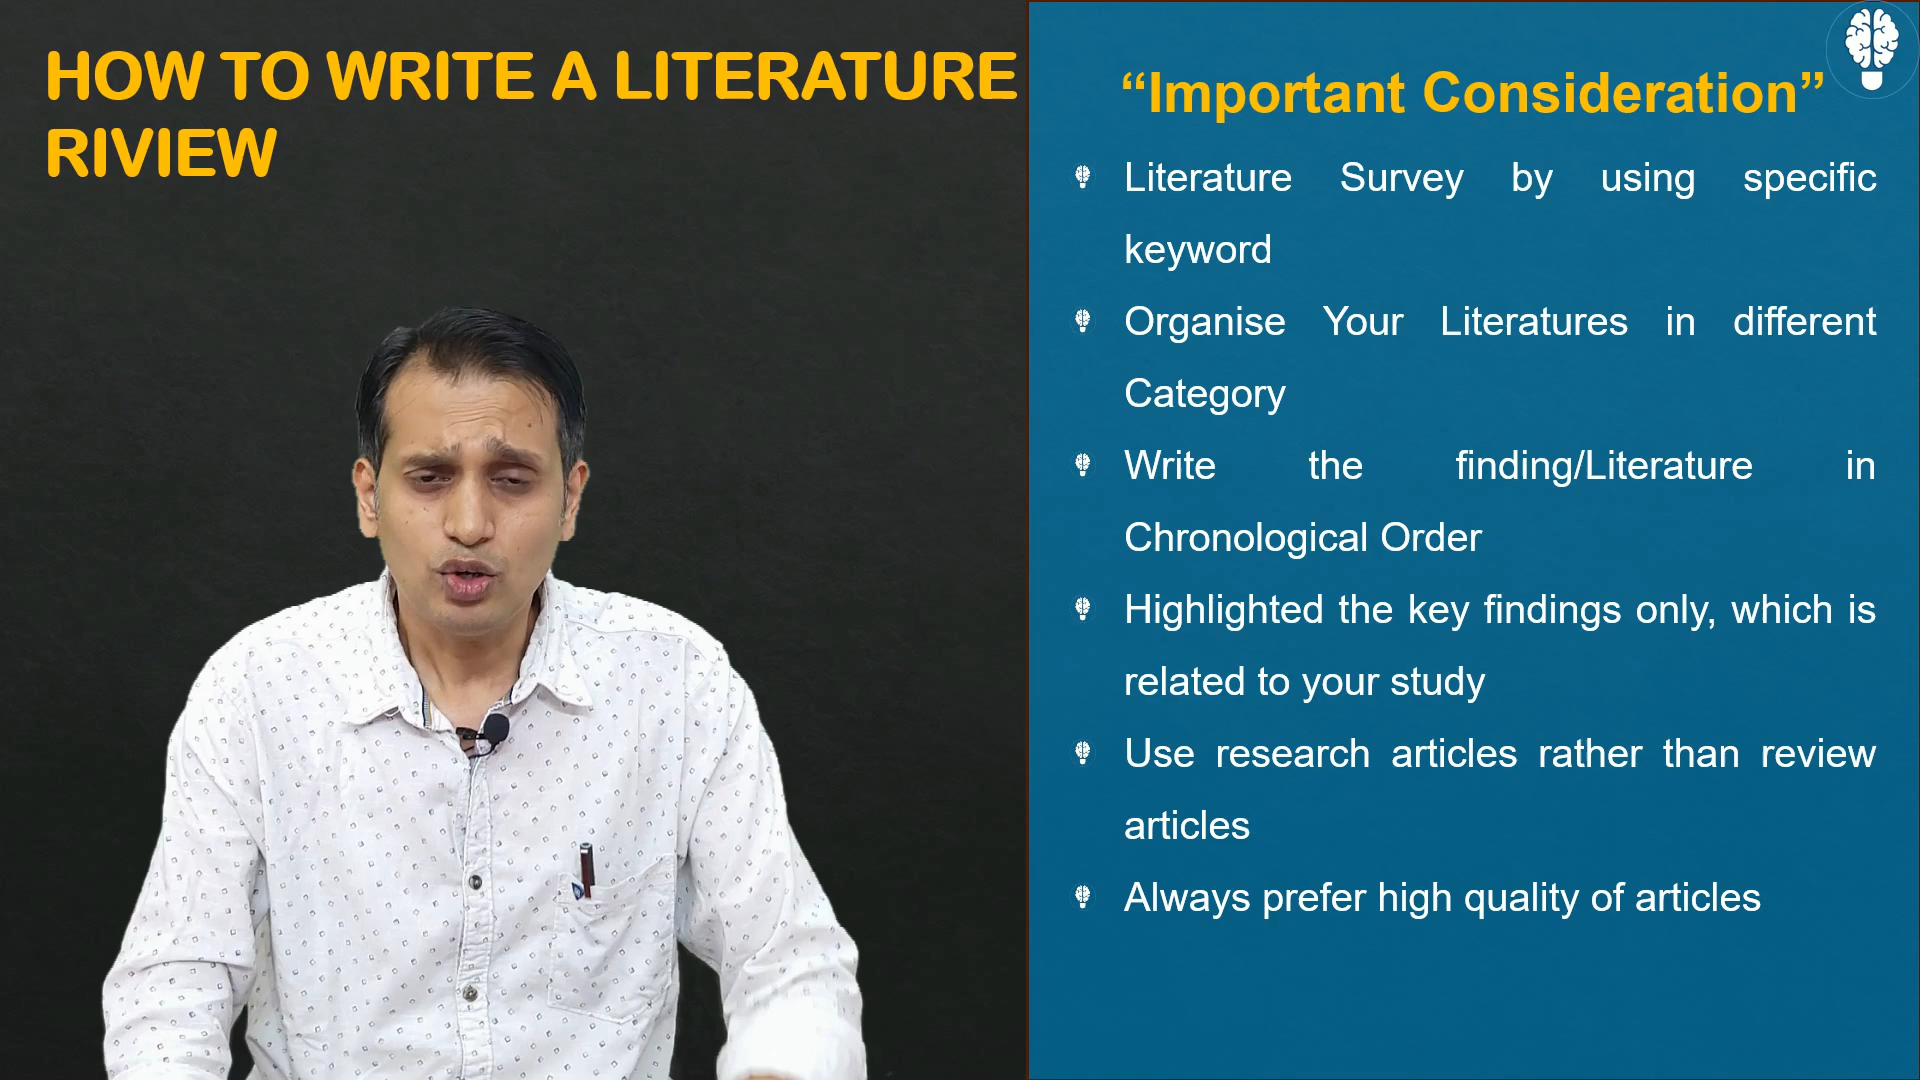 HOW TO WRITE A LITERATURE
RIVIEW
“Important Consideration”
Literature Survey by using specific
keyword
Organise Your Literatures in different
Category
Write the finding/Literature in
Chronological Order
Highlighted the key findings only, which is
related to your study
Use research articles rather than review
articles
Always prefer high quality of articles